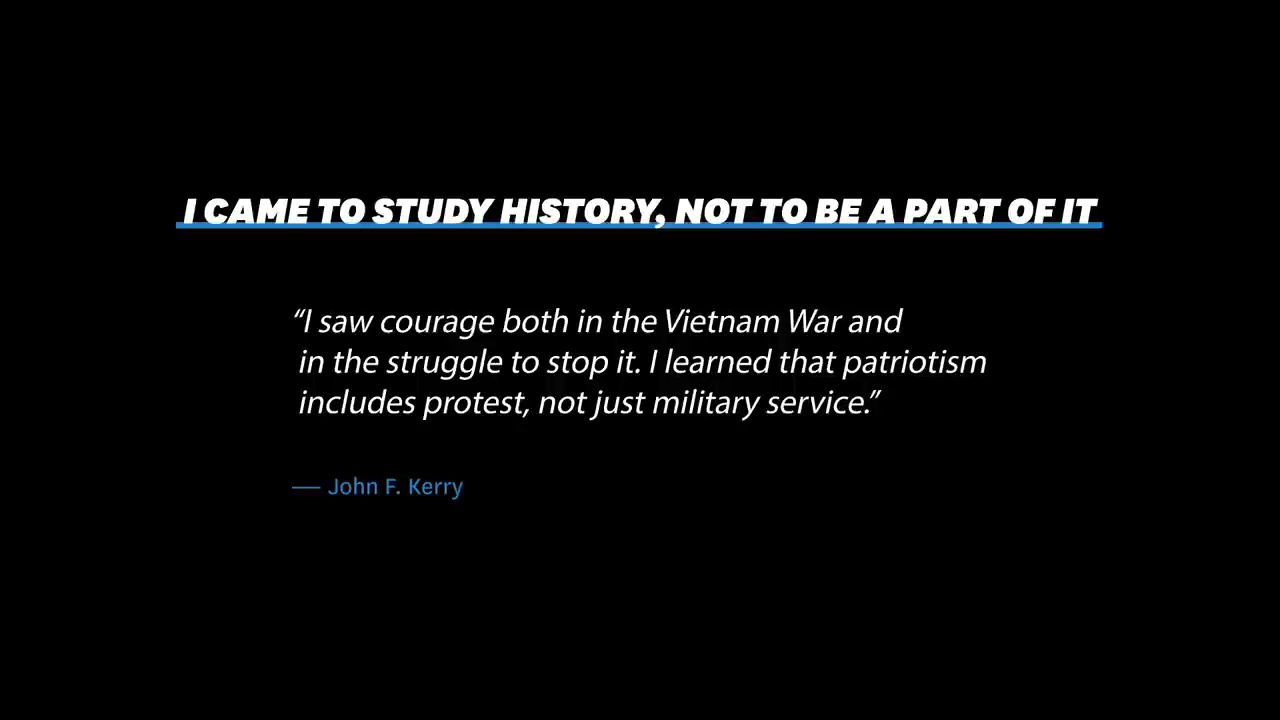 I CAME TO STUDY HISTORY, NOT TO BE A PART OF IT
“I saw courage both in the Vietnam War and
in the struggle to stop it. I learned that patriotism
includes protest, not just military service.”
— John F. Kerry